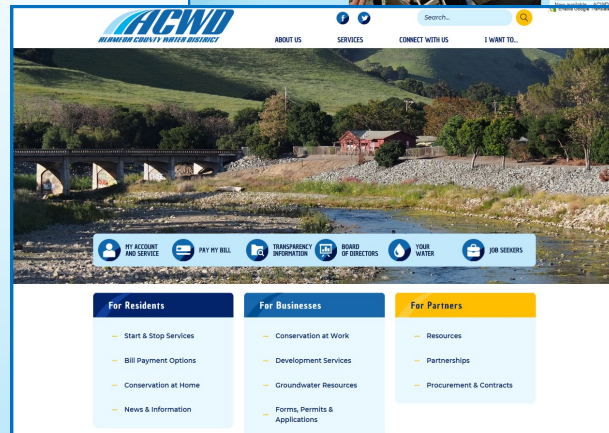 ACWD
ALAMEDA COUNTY WATER DISTRICT
Search...
ABOUT US
SERVICES
CONNECT WITH US
I WANT TO...
MY ACCOUNT
AND SERVICE
PAY MY BILL
TRANSPARENCY
INFORMATION
BOARD
OF DIRECTORS
YOUR
WATER
JOB SEEKERS
For Residents
Start & Stop Services
Bill Payment Options
Conservation at Home
News & Information
For Businesses
Conservation at Work
Development Services
Groundwater Resources
Forms, Permits &
Applications
For Partners
Resources
Partnerships
Procurement & Contracts